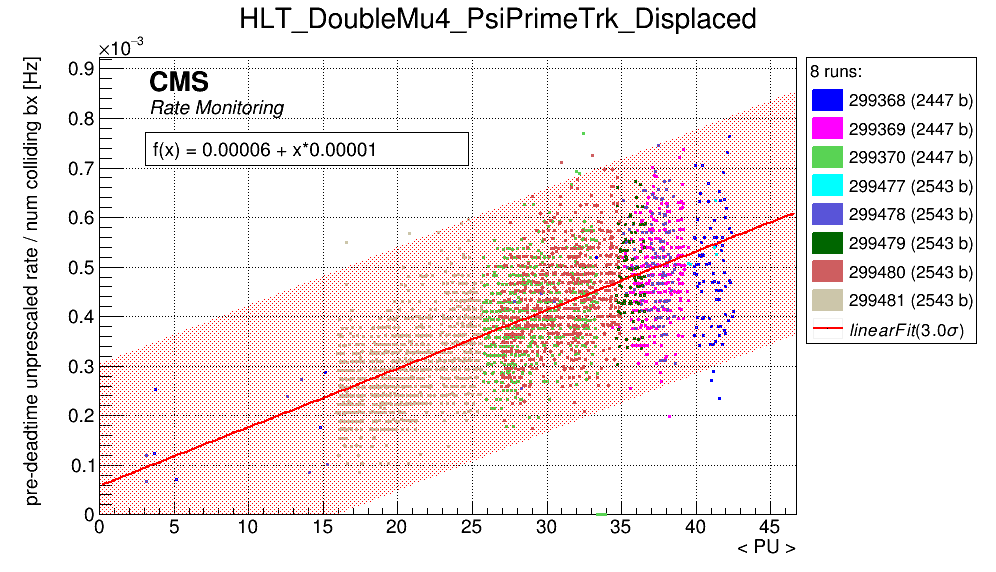 HLT_DoubleMu4_PsiPrimeTrk_Displaced
×10⁻³
pre-deadtime unprescaled rate / num colliding bx [Hz]
0.9
0.8
0.7
0.6
0.5
0.4
0.3
0.2
0.1
0
CMS
Rate Monitoring
f(x) = 0.00006 + x*0.00001
0 5 10 15 20 25 30 35 40 45
< PU >
8 runs:
299368 (2447 b)
299369 (2447 b)
299370 (2447 b)
299477 (2543 b)
299478 (2543 b)
299479 (2543 b)
299480 (2543 b)
299481 (2543 b)
linearFit(3.0σ)